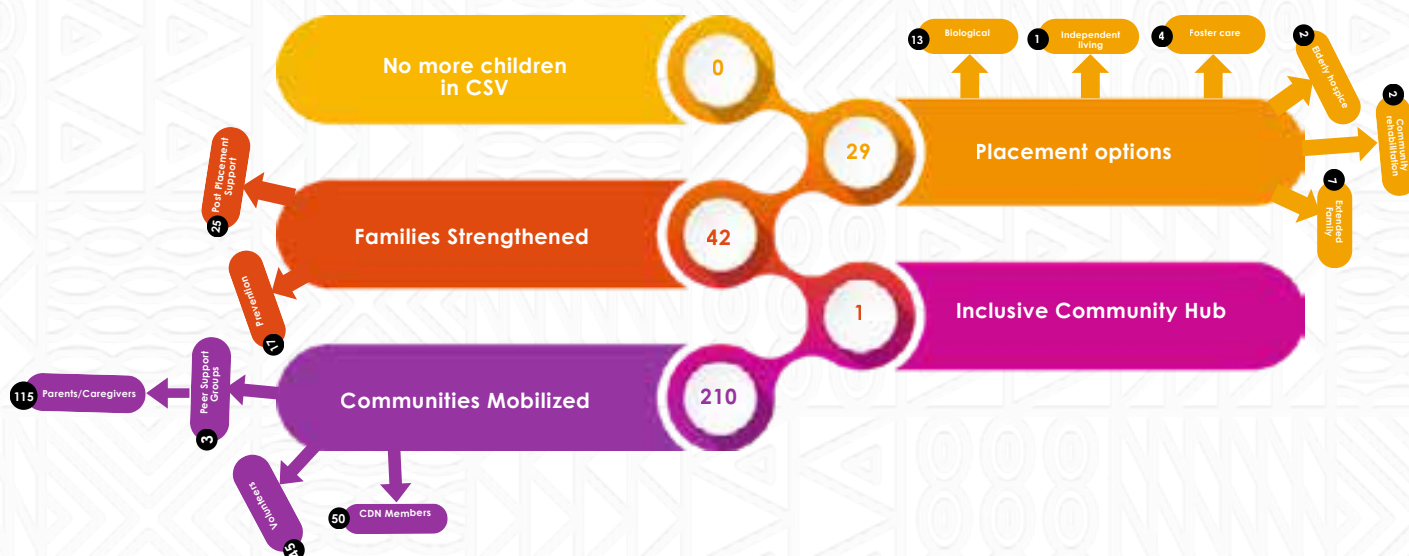 No more children
in CSV
0
13
Biological
1
Independent
living
4
Foster care
2
Elderly hospice
2
Community
rehabilitation
7
Extended
Family
29
Placement options
25
Post Placement
Support
Families Strengthened
42
Prevention
17
1
Inclusive Community Hub
115
Parents/Caregivers
Peer Support
Groups
3
Communities Mobilized
210
Volunteers
45
50
CDN Members